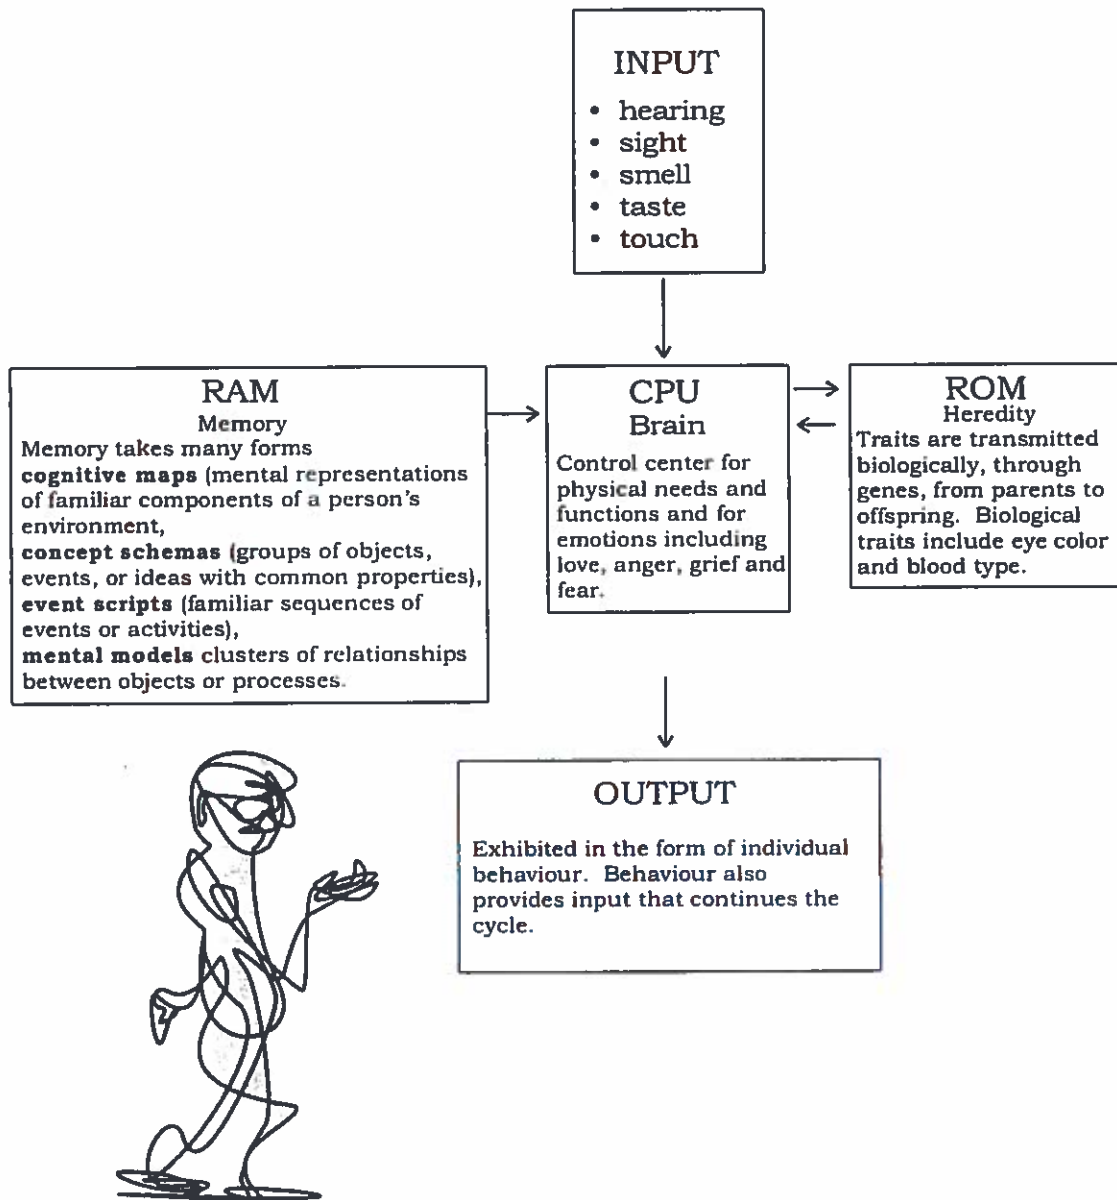 INPUT
• hearing
• sight
• smell
• taste
• touch
RAM
Memory
Memory takes many forms
cognitive maps (mental representations
of familiar components of a person's
environment,
concept schemas (groups of objects,
events, or ideas with common properties),
event scripts (familiar sequences of
events or activities),
mental models clusters of relationships
between objects or processes.
CPU
Brain
Control center for
physical needs and
functions and for
emotions including
love, anger, grief and
fear.
ROM
Heredity
Traits are transmitted
biologically, through
genes, from parents to
offspring. Biological
traits include eye color
and blood type.
OUTPUT
Exhibited in the form of individual
behaviour. Behaviour also
provides input that continues the
cycle.